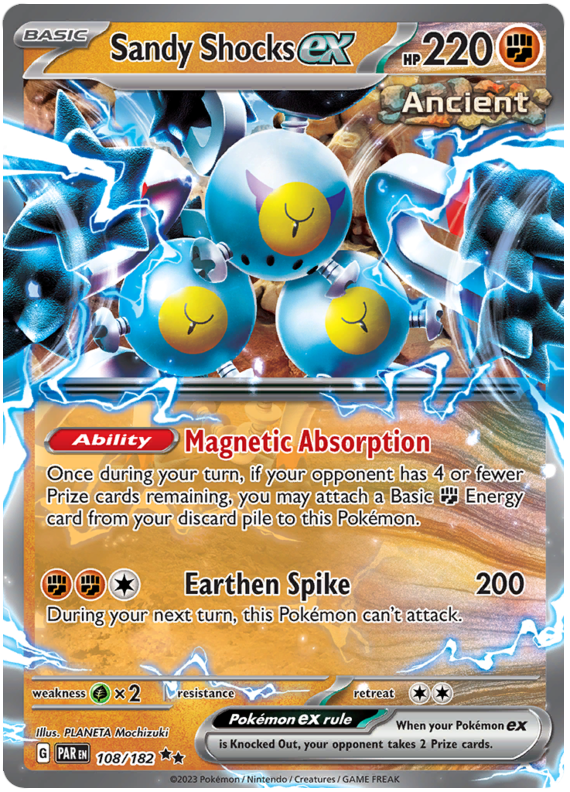 BASIC Sandy Shocks ex HP 220
Ancient
Ability Magnetic Absorption
Once during your turn, if your opponent has 4 or fewer
Prize cards remaining, you may attach a Basic Energy
card from your discard pile to this Pokémon.
Earthen Spike 200
During your next turn, this Pokémon can't attack.
weakness ×2 resistance retreat
Illus. PLANETA Mochizuki
Pokémon ex rule When your Pokémon ex
is Knocked Out, your opponent takes 2 Prize cards.
G PAR EN 108/182 ★★
©2023 Pokémon / Nintendo / Creatures / GAME FREAK